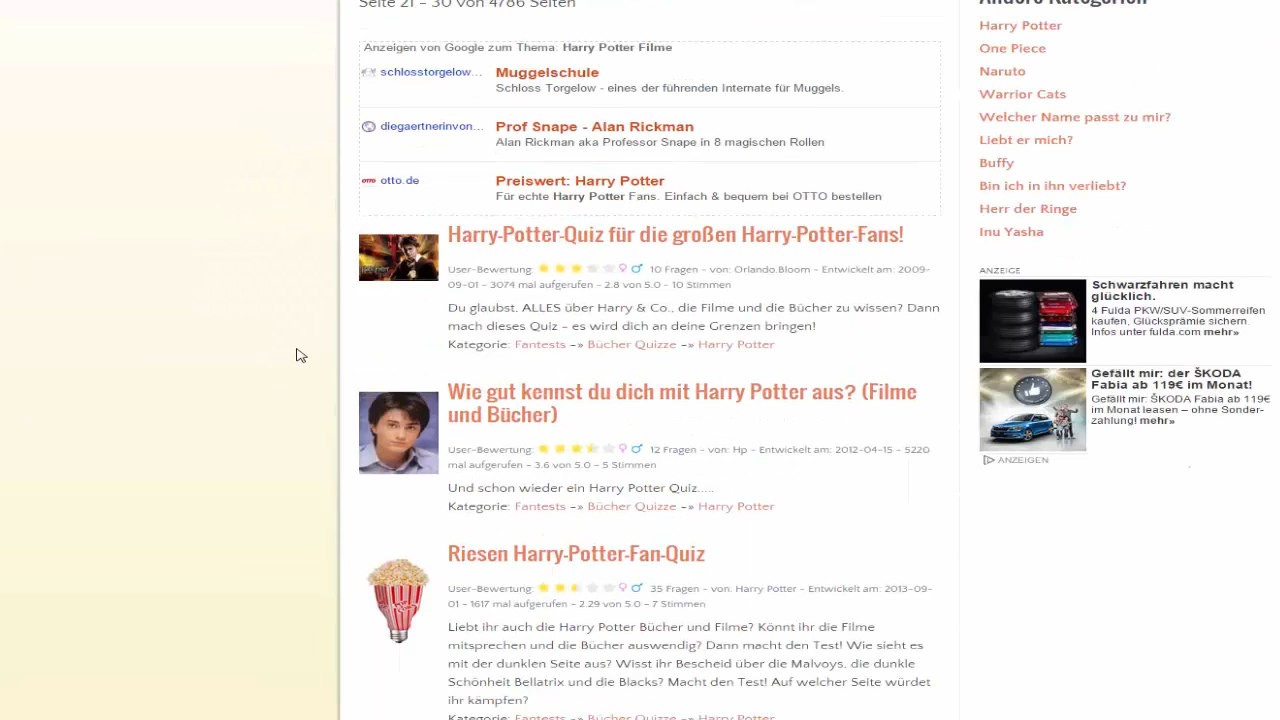 Seite 21 - 30 von 4786 Seiten
Anzeigen von Google zum Thema: Harry Potter Filme
schlosstorgelow...
Muggelschule
Schloss Torgelow - eines der führenden Internate für Muggels.
diegaertnerinvon...
Prof Snape - Alan Rickman
Alan Rickman aka Professor Snape in 8 magischen Rollen
otto.de
Preiswert: Harry Potter
Für echte Harry Potter Fans. Einfach & bequem bei OTTO bestellen
Harry-Potter-Quiz für die großen Harry-Potter-Fans!
User-Bewertung: 10 Fragen - von: Orlando.Bloom - Entwickelt am: 2009-
09-01 - 3074 mal aufgerufen - 2.8 von 5.0 - 10 Stimmen
Du glaubst, ALLES über Harry & Co., die Filme und die Bücher zu wissen? Dann
mach dieses Quiz - es wird dich an deine Grenzen bringen!
Kategorie: Fantests -» Bücher Quizze -» Harry Potter
Wie gut kennst du dich mit Harry Potter aus? (Filme
und Bücher)
User-Bewertung: 12 Fragen - von: Hp - Entwickelt am: 2012-04-15 - 5220
mal aufgerufen - 3.6 von 5.0 - 5 Stimmen
Und schon wieder ein Harry Potter Quiz.....
Kategorie: Fantests -» Bücher Quizze -» Harry Potter
Riesen Harry-Potter-Fan-Quiz
User-Bewertung: 35 Fragen - von: Harry Potter - Entwickelt am: 2013-09-
01 - 1617 mal aufgerufen - 2.29 von 5.0 - 7 Stimmen
Liebt ihr auch die Harry Potter Bücher und Filme? Könnt ihr die Filme
mitsprechen und die Bücher auswendig? Dann macht den Test! Wie sieht es
mit der dunklen Seite aus? Wisst ihr Bescheid über die Malvoys, die dunkle
Schönheit Bellatrix und die Blacks? Macht den Test! Auf welcher Seite würdet
ihr kämpfen?
Kategorie: Fantests -» Bücher Quizze -» Harry Potter
Andere Kategorien
Harry Potter
One Piece
Naruto
Warrior Cats
Welcher Name passt zu mir?
Liebt er mich?
Buffy
Bin ich in ihn verliebt?
Herr der Ringe
Inu Yasha
ANZEIGE
Schwarzfahren macht
glücklich.
4 Fulda PKW/SUV-Sommerreifen
kaufen, Glücksprämie sichern.
Infos unter fulda.com mehr»
Gefällt mir: der ŠKODA
Fabia ab 119€ im Monat!
Gefällt mir: ŠKODA Fabia ab 119€
im Monat leasen – ohne Sonder-
zahlung! mehr»
ANZEIGEN